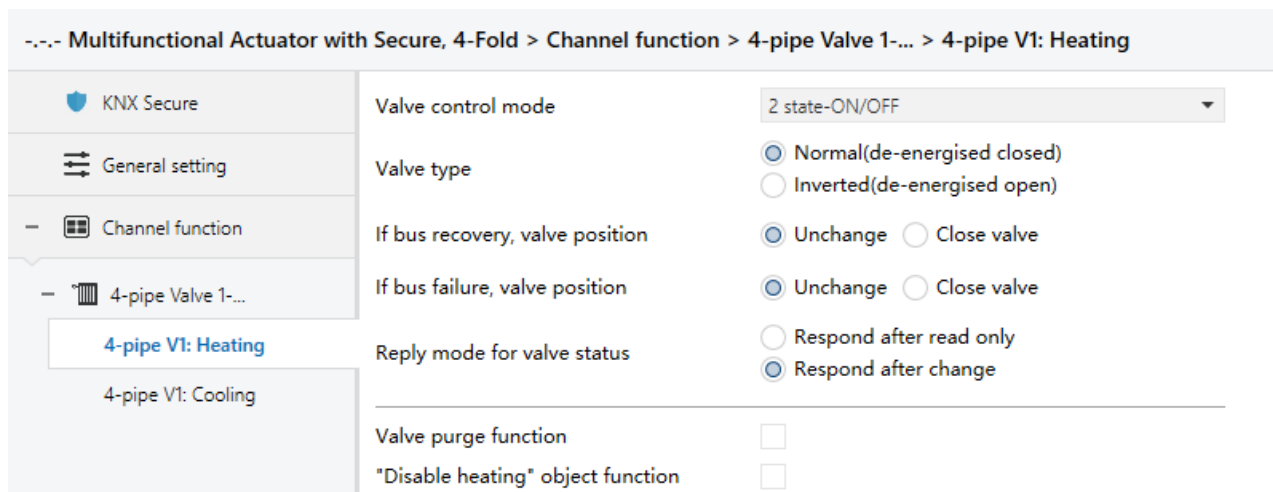 -.-.- Multifunctional Actuator with Secure, 4-Fold > Channel function > 4-pipe Valve 1-... > 4-pipe V1: Heating
KNX Secure
General setting
Channel function
4-pipe Valve 1-...
4-pipe V1: Heating
4-pipe V1: Cooling
Valve control mode
2 state-ON/OFF
Valve type
Normal(de-energised closed)
Inverted(de-energised open)
If bus recovery, valve position
Unchange Close valve
If bus failure, valve position
Unchange Close valve
Reply mode for valve status
Respond after read only
Respond after change
Valve purge function
"Disable heating" object function